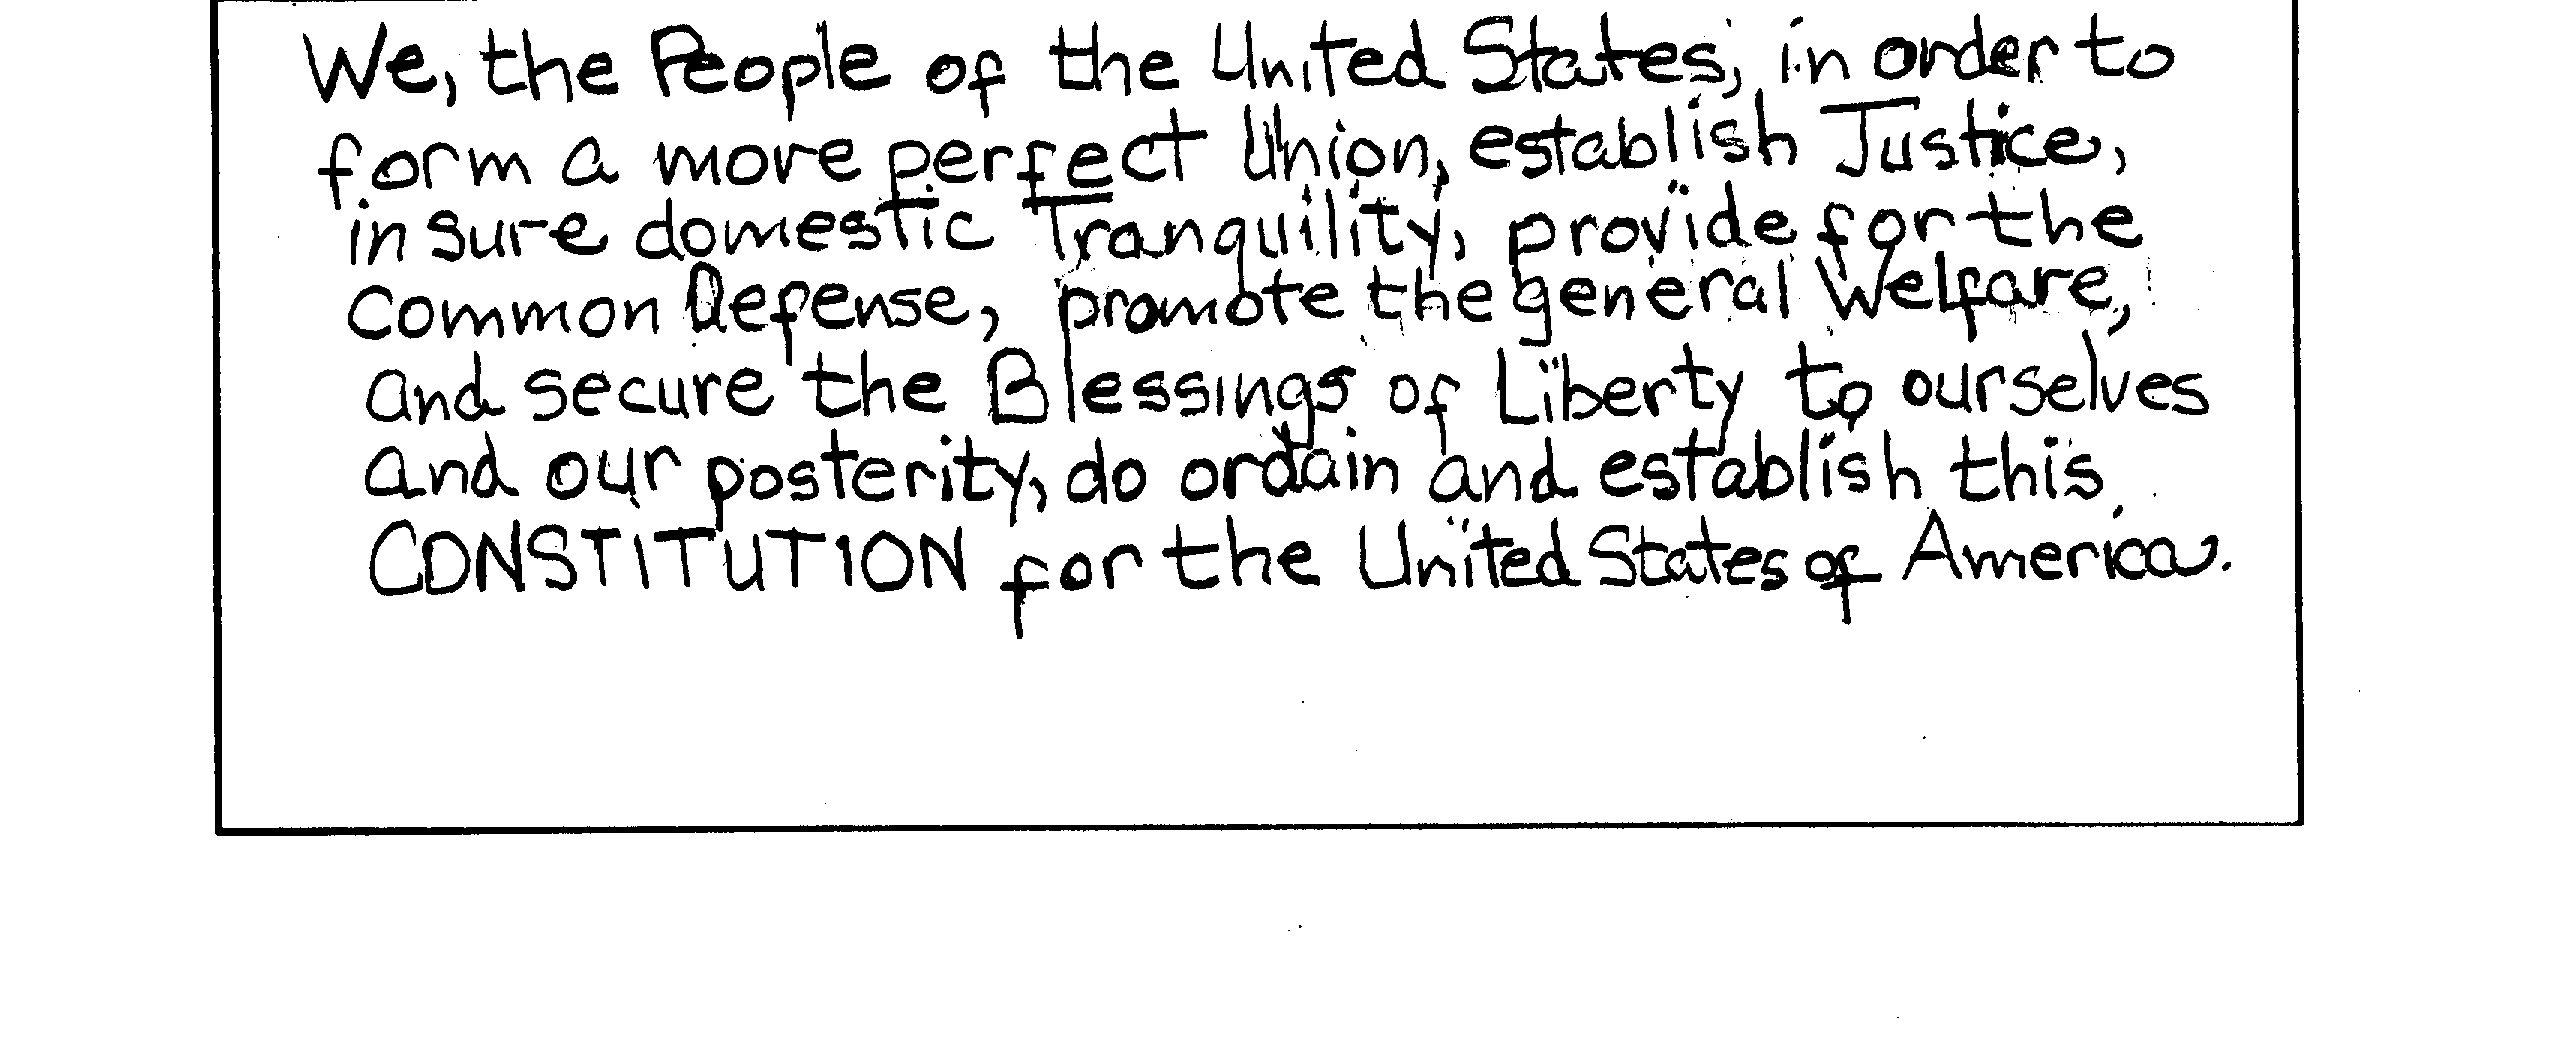 We, the People of the United States, in order to
form a more perfect Union, establish Justice,
insure domestic Tranquility, provide for the
common Defense, promote the general Welfare,
and secure the Blessings of Liberty to ourselves
and our posterity, do ordain and establish this
CONSTITUTION for the United States of America.